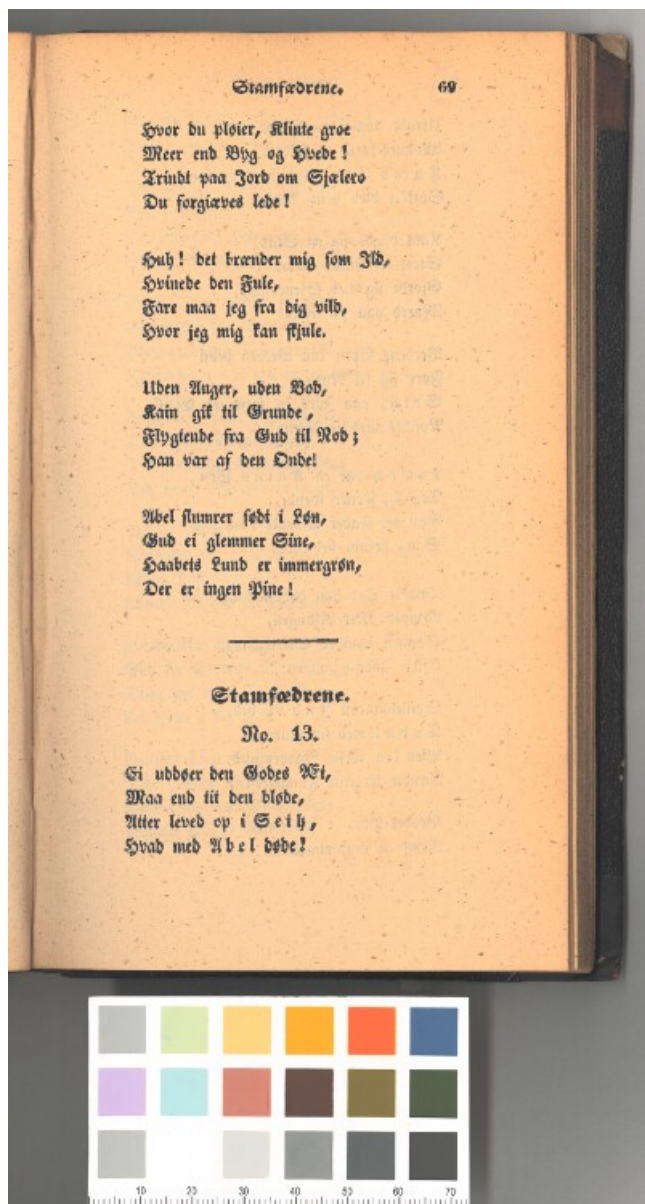 Stamfædrene. 69
Hvor du pløier, Klinte groe
Meer end Byg og Hvede!
Trindt paa Jord om Sjælero
Du forgiæves lede!
Huh! det brænder mig som Ild,
Hvinede den Fule,
Fare maa jeg fra dig vild,
Hvor jeg mig kan skjule.
Uden Anger, uden Bod,
Kain gik til Grunde,
Flygtende fra Gud til Nod;
Han var af den Onde!
Abel slumrer sødt i Løn,
Gud ei glemmer Sine,
Haabets Lund er immergrøn,
Der er ingen Pine!
Stamfædrene.
No. 13.
Ei uddøer den Godes Æt,
Maa end tit den bløde,
Atter leved op i Seth,
Hvad med Abel døde!
10 20 30 40 50 60 70